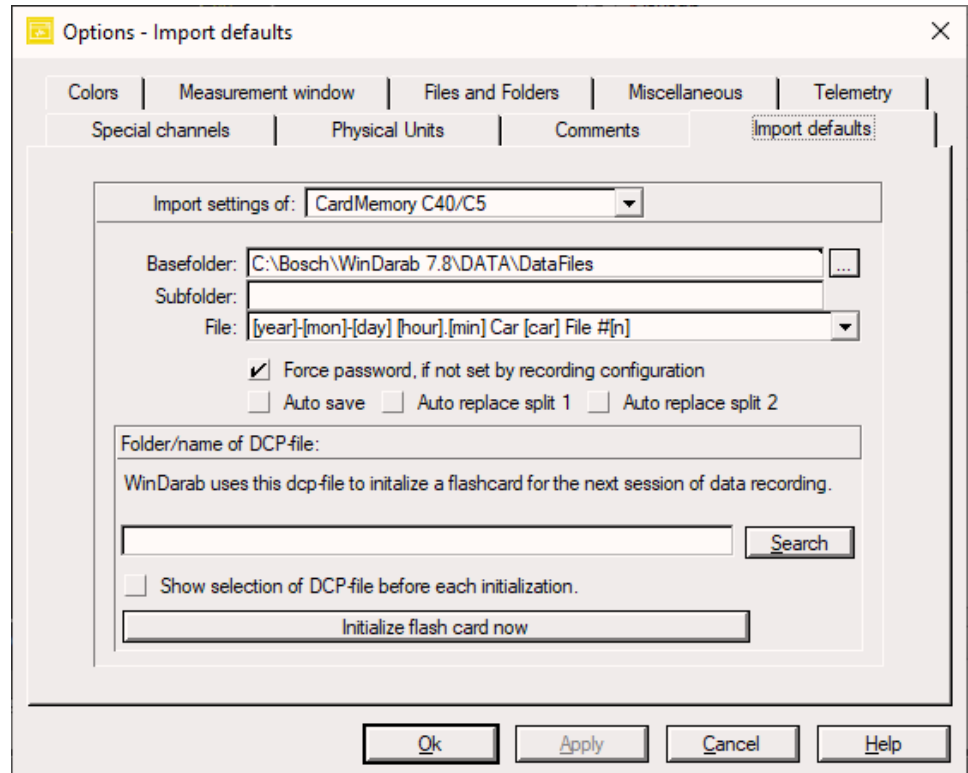 Options - Import defaults
Colors Measurement window Files and Folders Miscellaneous Telemetry
Special channels Physical Units Comments Import defaults
Import settings of: CardMemory C40/C5
Basefolder: C:\Bosch\WinDarab 7.8\DATA\DataFiles ...
Subfolder:
File: [year]-[mon]-[day] [hour].[min] Car [car] File #[n]
Force password, if not set by recording configuration
Auto save Auto replace split 1 Auto replace split 2
Folder/name of DCP-file:
WinDarab uses this dcp-file to initalize a flashcard for the next session of data recording.
Search
Show selection of DCP-file before each initialization.
Initialize flash card now
Ok Apply Cancel Help